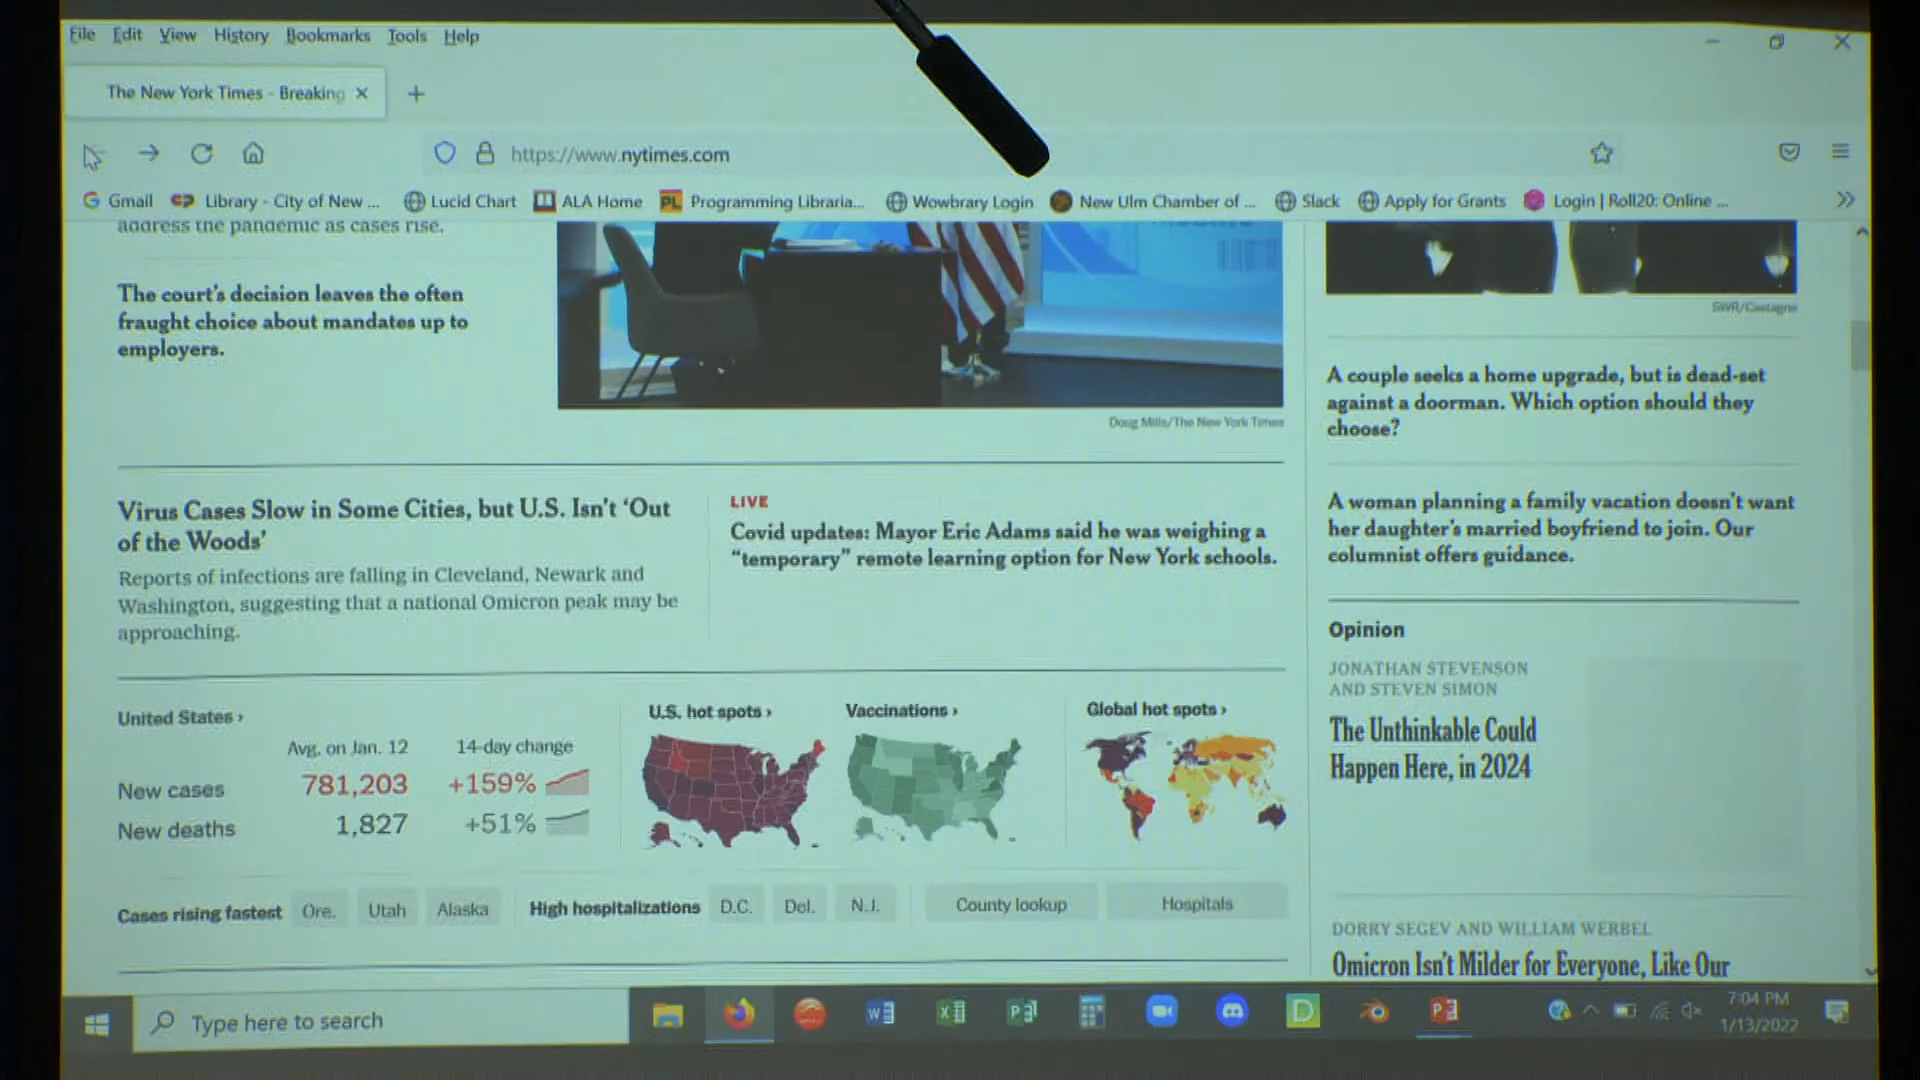 File Edit View History Bookmarks Tools Help
The New York Times - Breaking
https://www.nytimes.com
Gmail Library - City of New ... Lucid Chart ALA Home PL Programming Libraria... Wowbrary Login New Ulm Chamber of ... Slack Apply for Grants Login | Roll20: Online ...
address the pandemic as cases rise.
The court's decision leaves the often
fraught choice about mandates up to
employers.
Doug Mills/The New York Times
Virus Cases Slow in Some Cities, but U.S. Isn't ‘Out
of the Woods’
Reports of infections are falling in Cleveland, Newark and
Washington, suggesting that a national Omicron peak may be
approaching.
LIVE
Covid updates: Mayor Eric Adams said he was weighing a
“temporary” remote learning option for New York schools.
United States ›
Avg. on Jan. 12 14-day change
New cases 781,203 +159%
New deaths 1,827 +51%
U.S. hot spots ›
Vaccinations ›
Global hot spots ›
Cases rising fastest Ore. Utah Alaska High hospitalizations D.C. Del. N.J. County lookup Hospitals
SWR/Castagne
A couple seeks a home upgrade, but is dead-set
against a doorman. Which option should they
choose?
A woman planning a family vacation doesn't want
her daughter's married boyfriend to join. Our
columnist offers guidance.
Opinion
JONATHAN STEVENSON
AND STEVEN SIMON
The Unthinkable Could
Happen Here, in 2024
DORRY SEGEV AND WILLIAM WERBEL
Omicron Isn't Milder for Everyone, Like Our
Type here to search
7:04 PM
1/13/2022